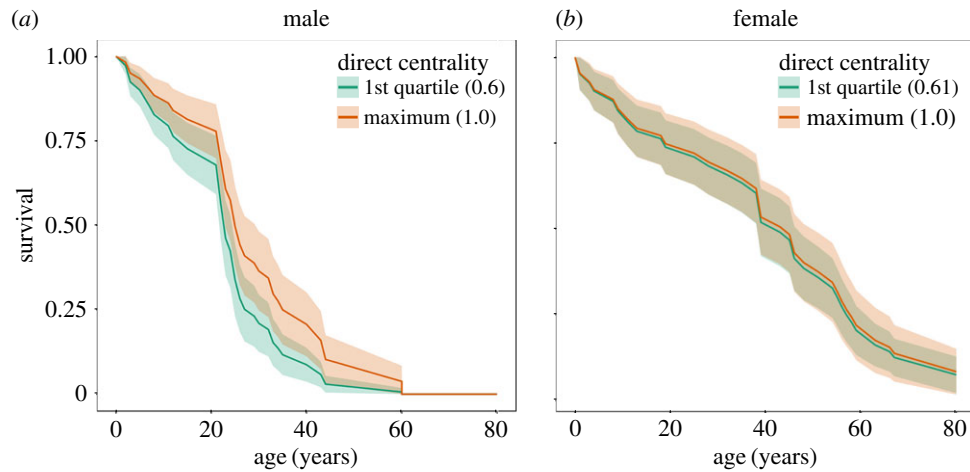 (a) male
(b) female
direct centrality
1st quartile (0.6)
maximum (1.0)
direct centrality
1st quartile (0.61)
maximum (1.0)
1.00
0.75
0.50
0.25
0
survival
0 20 40 60 80
0 20 40 60 80
age (years)
age (years)